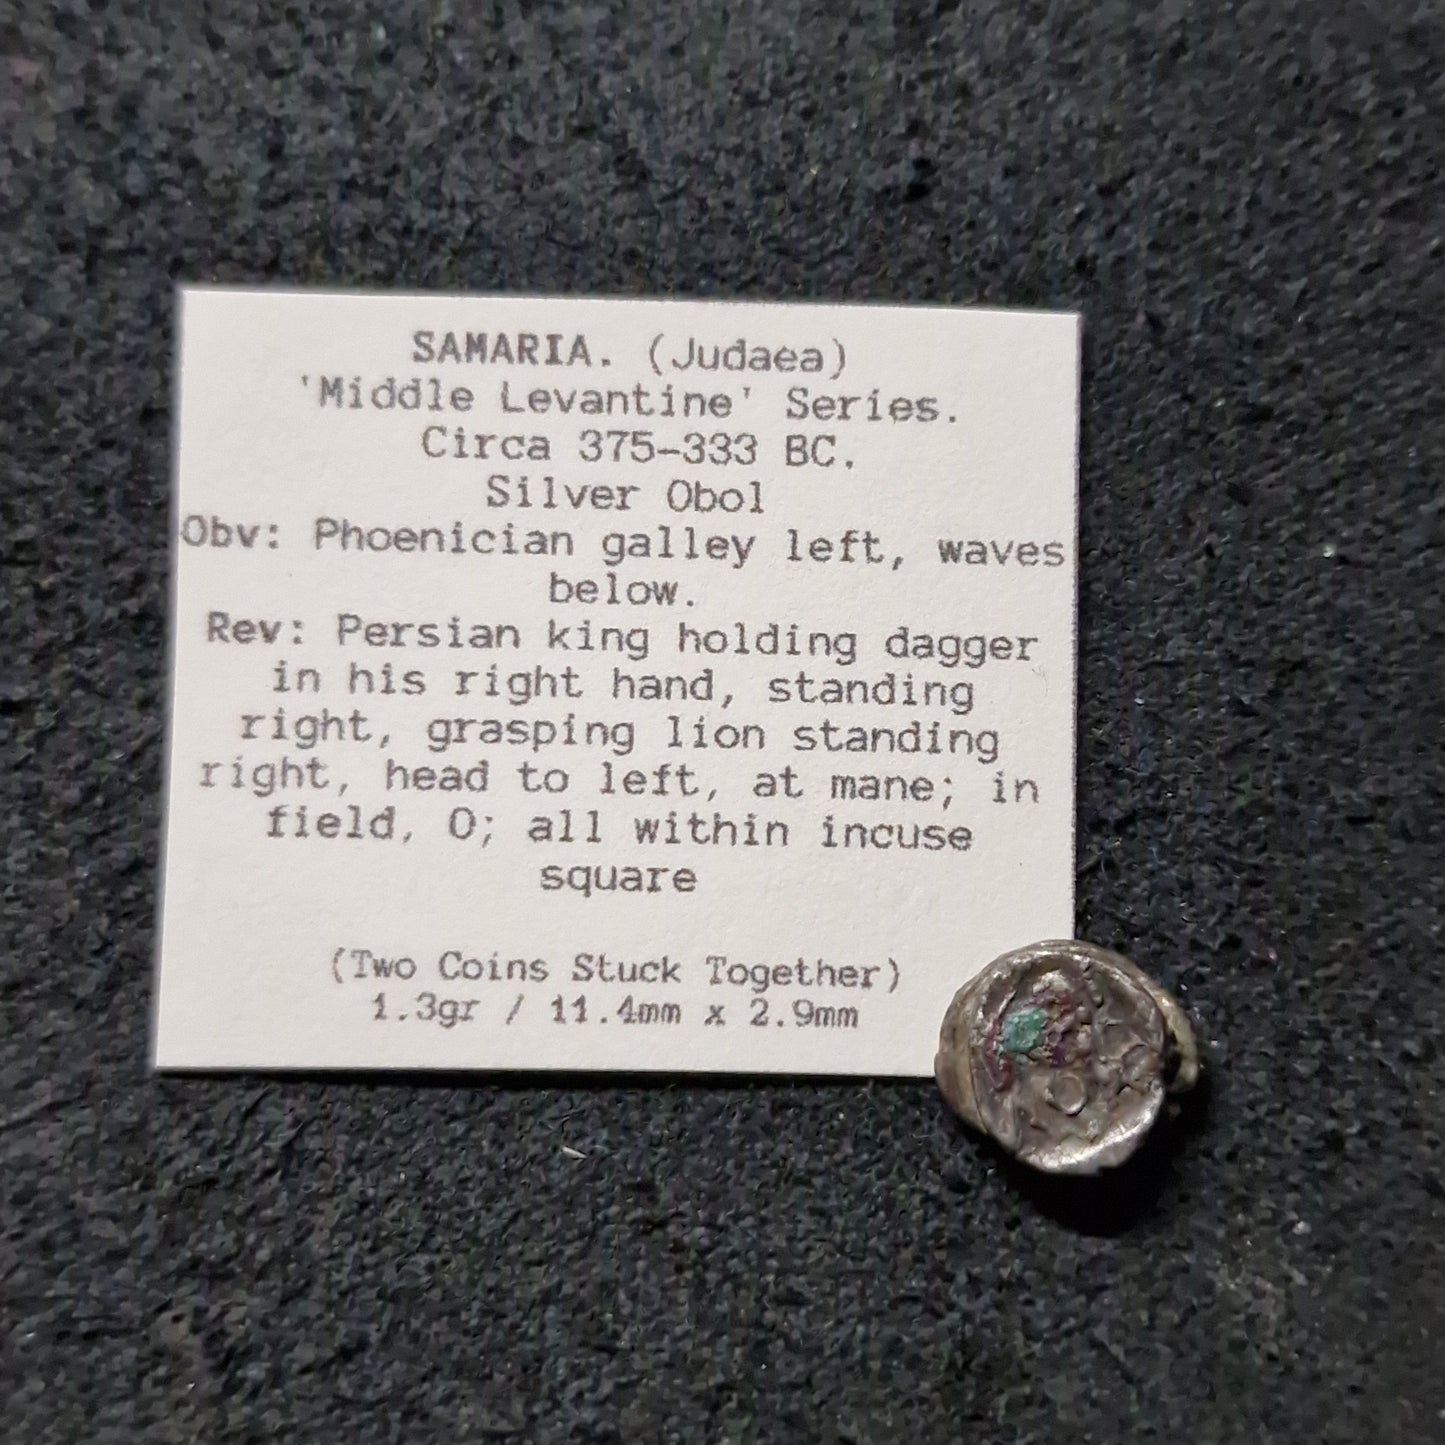 SAMARIA. (Judaea)
'Middle Levantine' Series.
Circa 375-333 BC.
Silver Obol
Obv: Phoenician galley left, waves
below.
Rev: Persian king holding dagger
in his right hand, standing
right, grasping lion standing
right, head to left, at mane; in
field, O; all within incuse
square
(Two Coins Stuck Together)
1.3gr / 11.4mm x 2.9mm